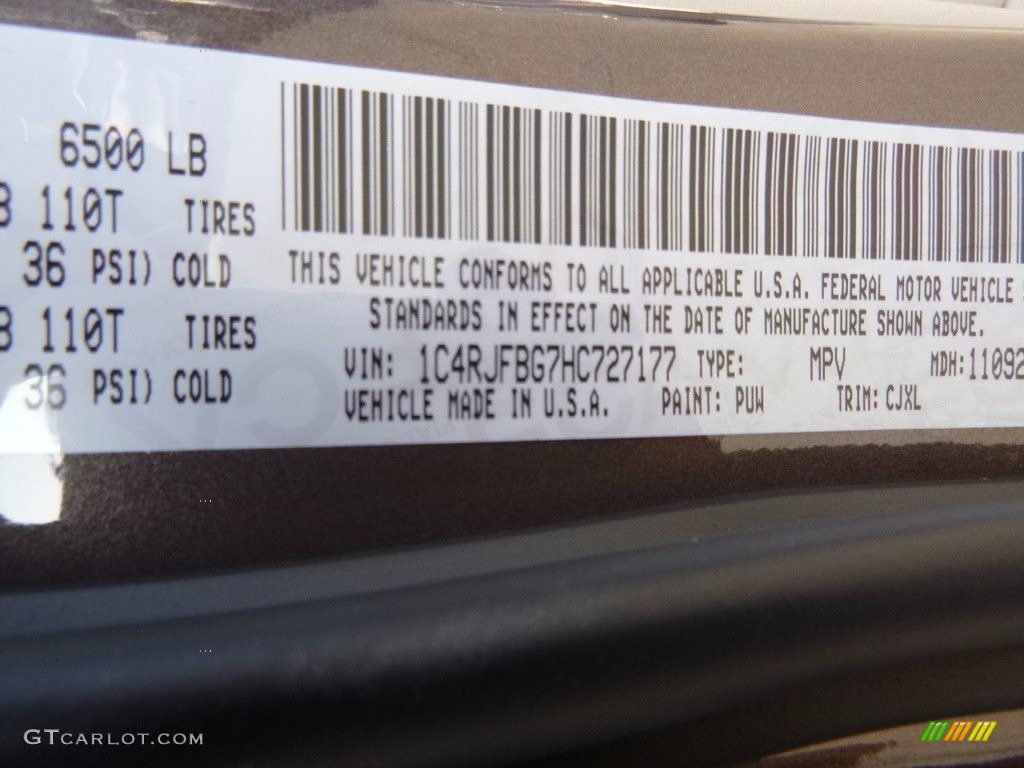 6500 LB
B 110T TIRES
36 PSI) COLD
B 110T TIRES
36 PSI) COLD
THIS VEHICLE CONFORMS TO ALL APPLICABLE U.S.A. FEDERAL MOTOR VEHICLE
STANDARDS IN EFFECT ON THE DATE OF MANUFACTURE SHOWN ABOVE.
VIN: 1C4RJFBG7HC727177 TYPE: MPV MDH:11092
VEHICLE MADE IN U.S.A. PAINT: PUW TRIM: CJXL
GTCARLOT.COM